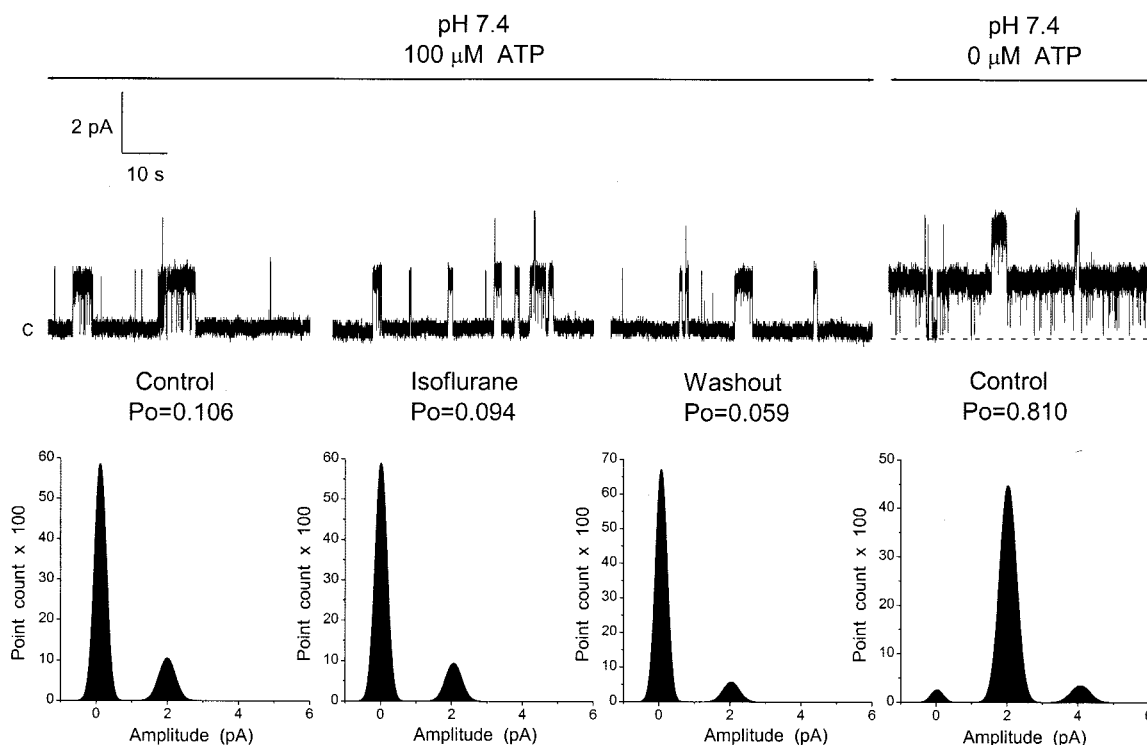 pH 7.4
100 μM ATP
pH 7.4
0 μM ATP
2 pA
10 s
C
Control
Po=0.106
Isoflurane
Po=0.094
Washout
Po=0.059
Control
Po=0.810
Point count x 100
60
50
40
30
20
10
0
0 2 4 6
Amplitude (pA)
Point count x 100
60
50
40
30
20
10
0
0 2 4 6
Amplitude (pA)
Point count x 100
70
60
50
40
30
20
10
0
0 2 4 6
Amplitude (pA)
Point count x 100
50
40
30
20
10
0
0 2 4 6
Amplitude (pA)